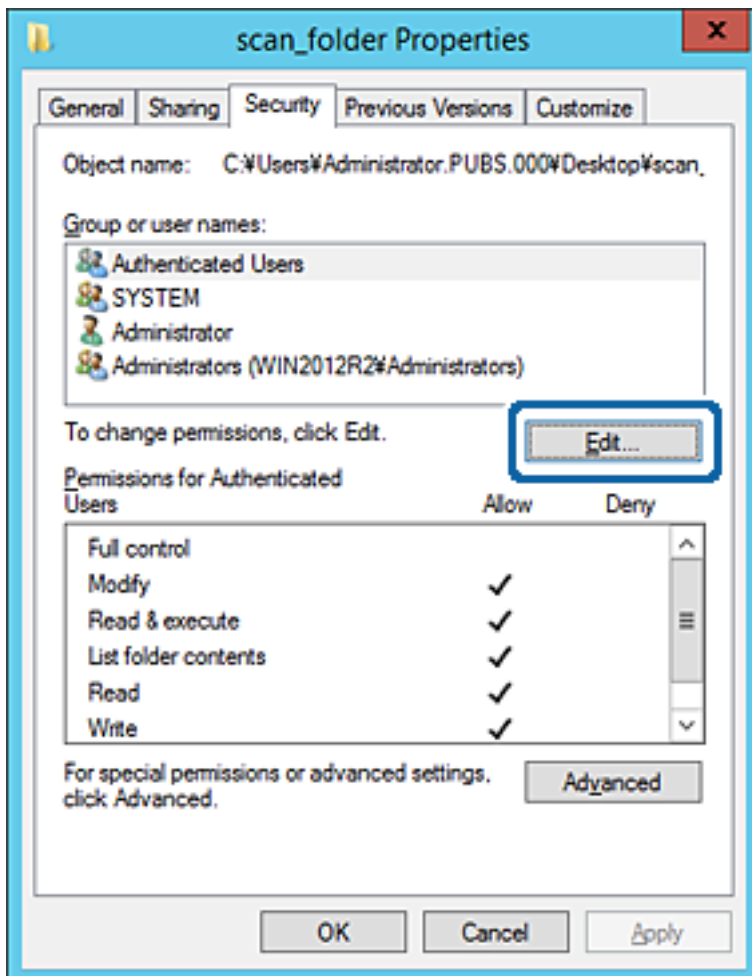 scan_folder Properties
x
General Sharing Security Previous Versions Customize
Object name: C:¥Users¥Administrator.PUBS.000¥Desktop¥scan_
Group or user names:
Authenticated Users
SYSTEM
Administrator
Administrators (WIN2012R2¥Administrators)
To change permissions, click Edit.
Edit...
Permissions for Authenticated
Users Allow Deny
Full control
Modify
Read & execute
List folder contents
Read
Write
For special permissions or advanced settings,
click Advanced.
Advanced
OK Cancel Apply